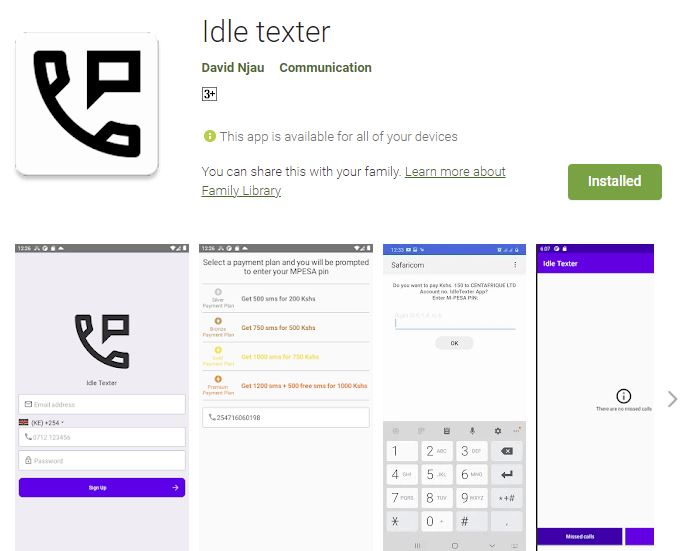 Idle texter
David Njau Communication
3+
This app is available for all of your devices
You can share this with your family. Learn more about
Family Library
Installed
12:26
Idle Texter
Email address
(KE) +254
0712 123456
Password
Sign Up
12:26
Select a payment plan and you will be prompted
to enter your MPESA pin
Silver
Payment Plan
Get 500 sms for 200 Kshs
Bronze
Payment Plan
Get 750 sms for 500 Kshs
Gold
Payment Plan
Get 1000 sms for 750 Kshs
Premium
Payment Plan
Get 1200 sms + 500 free sms for 1000 Kshs
254716060198
12:33
Safaricom
Do you want to pay Kshs. 150 to CENTAFRIQUE LTD
Account no. IdleTexter App?
Enter M-PESA PIN:
OK
1 2 ABC 3 DEF
4 GHI 5 JKL 6 MNO
7 PQRS 8 TUV 9 WXYZ *+#
* 0 + # .
6:07
Idle Texter
There are no missed calls
Missed calls